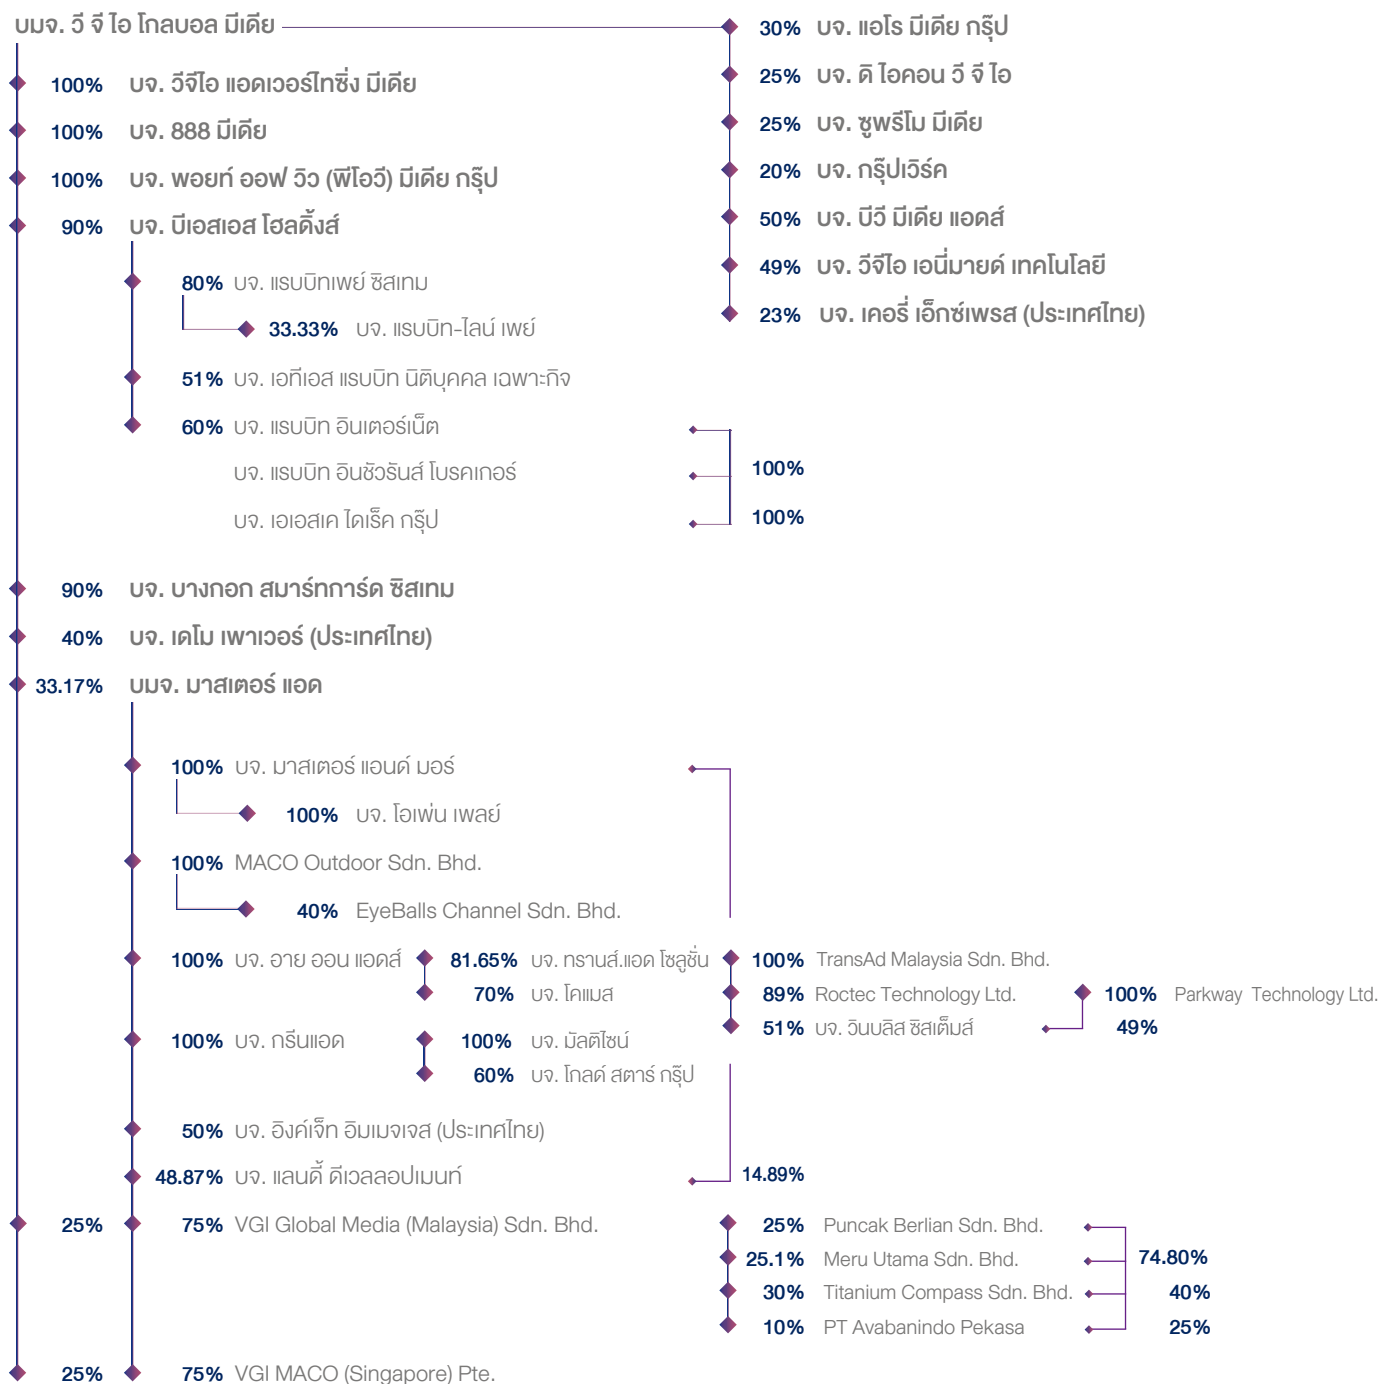 บมจ. วี จี ไอ โกลบอล มีเดีย
100% บจ. วีจีไอ แอดเวอร์ไทซิ่ง มีเดีย
100% บจ. 888 มีเดีย
100% บจ. พอยท์ ออฟ วิว (พีโอวี) มีเดีย กรุ๊ป
90% บจ. บีเอสเอส โฮลดิ้งส์
80% บจ. แรบบิทเพย์ ซิสเทม
33.33% บจ. แรบบิท-ไลน์ เพย์
51% บจ. เอทีเอส แรบบิท นิติบุคคล เฉพาะกิจ
60% บจ. แรบบิท อินเตอร์เน็ต
บจ. แรบบิท อินชัวรันส์ โบรคเกอร์ 100%
บจ. เอเอสเค ไดเร็ค กรุ๊ป 100%
30% บจ. แอโร มีเดีย กรุ๊ป
25% บจ. ดิ ไอคอน วี จี ไอ
25% บจ. ซูพรีโม มีเดีย
20% บจ. กรุ๊ปเวิร์ค
50% บจ. บีวี มีเดีย แอดส์
49% บจ. วีจีไอ เอนี่มายด์ เทคโนโลยี
23% บจ. เคอรี่ เอ็กซ์เพรส (ประเทศไทย)
90% บจ. บางกอก สมาร์ทการ์ด ซิสเทม
40% บจ. เดโม เพาเวอร์ (ประเทศไทย)
33.17% บมจ. มาสเตอร์ แอด
100% บจ. มาสเตอร์ แอนด์ มอร์
100% บจ. โอเพ่น เพลย์
100% MACO Outdoor Sdn. Bhd.
40% EyeBalls Channel Sdn. Bhd.
100% บจ. อาย ออน แอดส์ 81.65% บจ. ทรานส์.แอด โซลูชั่น 100% TransAd Malaysia Sdn. Bhd.
70% บจ. โคแมส 89% Roctec Technology Ltd. 100% Parkway Technology Ltd.
51% บจ. วินบลิส ซิสเต็มส์ 49%
100% บจ. กรีนแอด 100% บจ. มัลติไซน์
60% บจ. โกลด์ สตาร์ กรุ๊ป
50% บจ. อิงค์เจ็ท อิมเมจเจส (ประเทศไทย)
48.87% บจ. แลนดี้ ดีเวลลอปเมนท์ 14.89%
25% 75% VGI Global Media (Malaysia) Sdn. Bhd. 25% Puncak Berlian Sdn. Bhd.
25.1% Meru Utama Sdn. Bhd. 74.80%
30% Titanium Compass Sdn. Bhd. 40%
10% PT Avabanindo Pekasa 25%
25% 75% VGI MACO (Singapore) Pte.